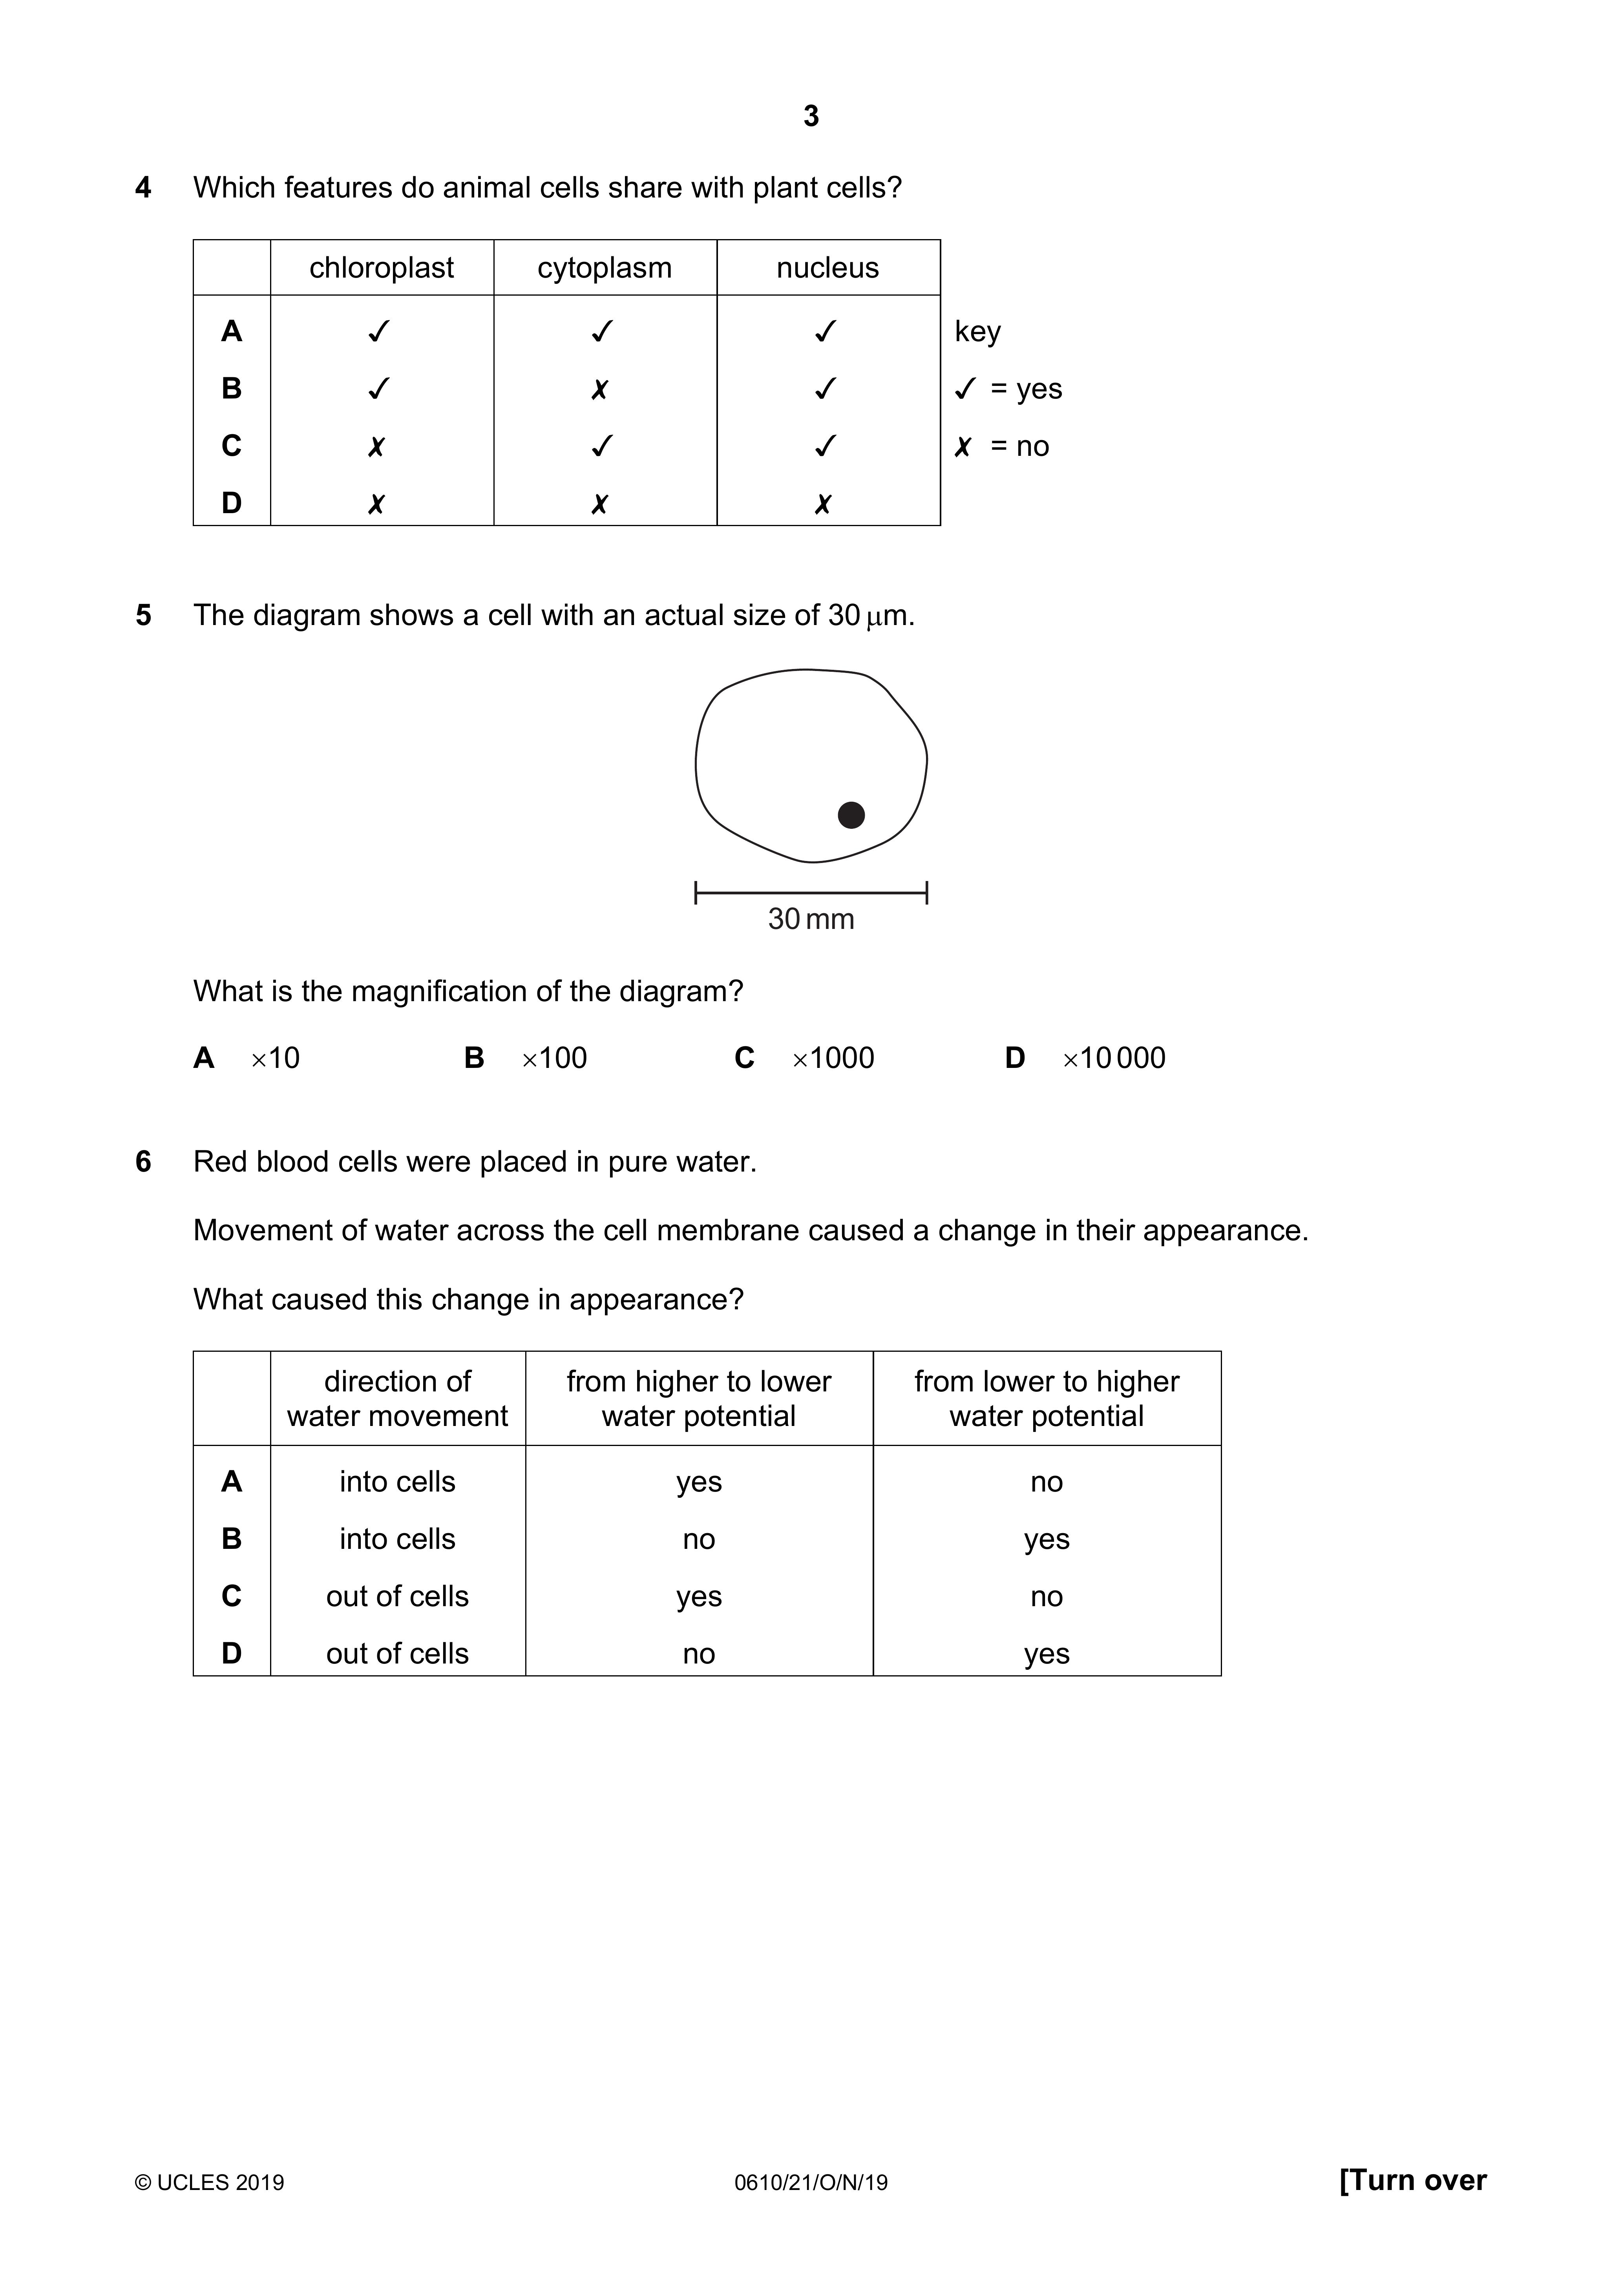 3
4 Which features do animal cells share with plant cells?
chloroplast cytoplasm nucleus
A ✓ ✓ ✓ key
B ✓ ✗ ✓ ✓ = yes
C ✗ ✓ ✓ ✗ = no
D ✗ ✗ ✗
5 The diagram shows a cell with an actual size of 30 μm.
30 mm
What is the magnification of the diagram?
A ×10 B ×100 C ×1000 D ×10 000
6 Red blood cells were placed in pure water.
Movement of water across the cell membrane caused a change in their appearance.
What caused this change in appearance?
direction of from higher to lower from lower to higher
water movement water potential water potential
A into cells yes no
B into cells no yes
C out of cells yes no
D out of cells no yes
© UCLES 2019 0610/21/O/N/19 [Turn over